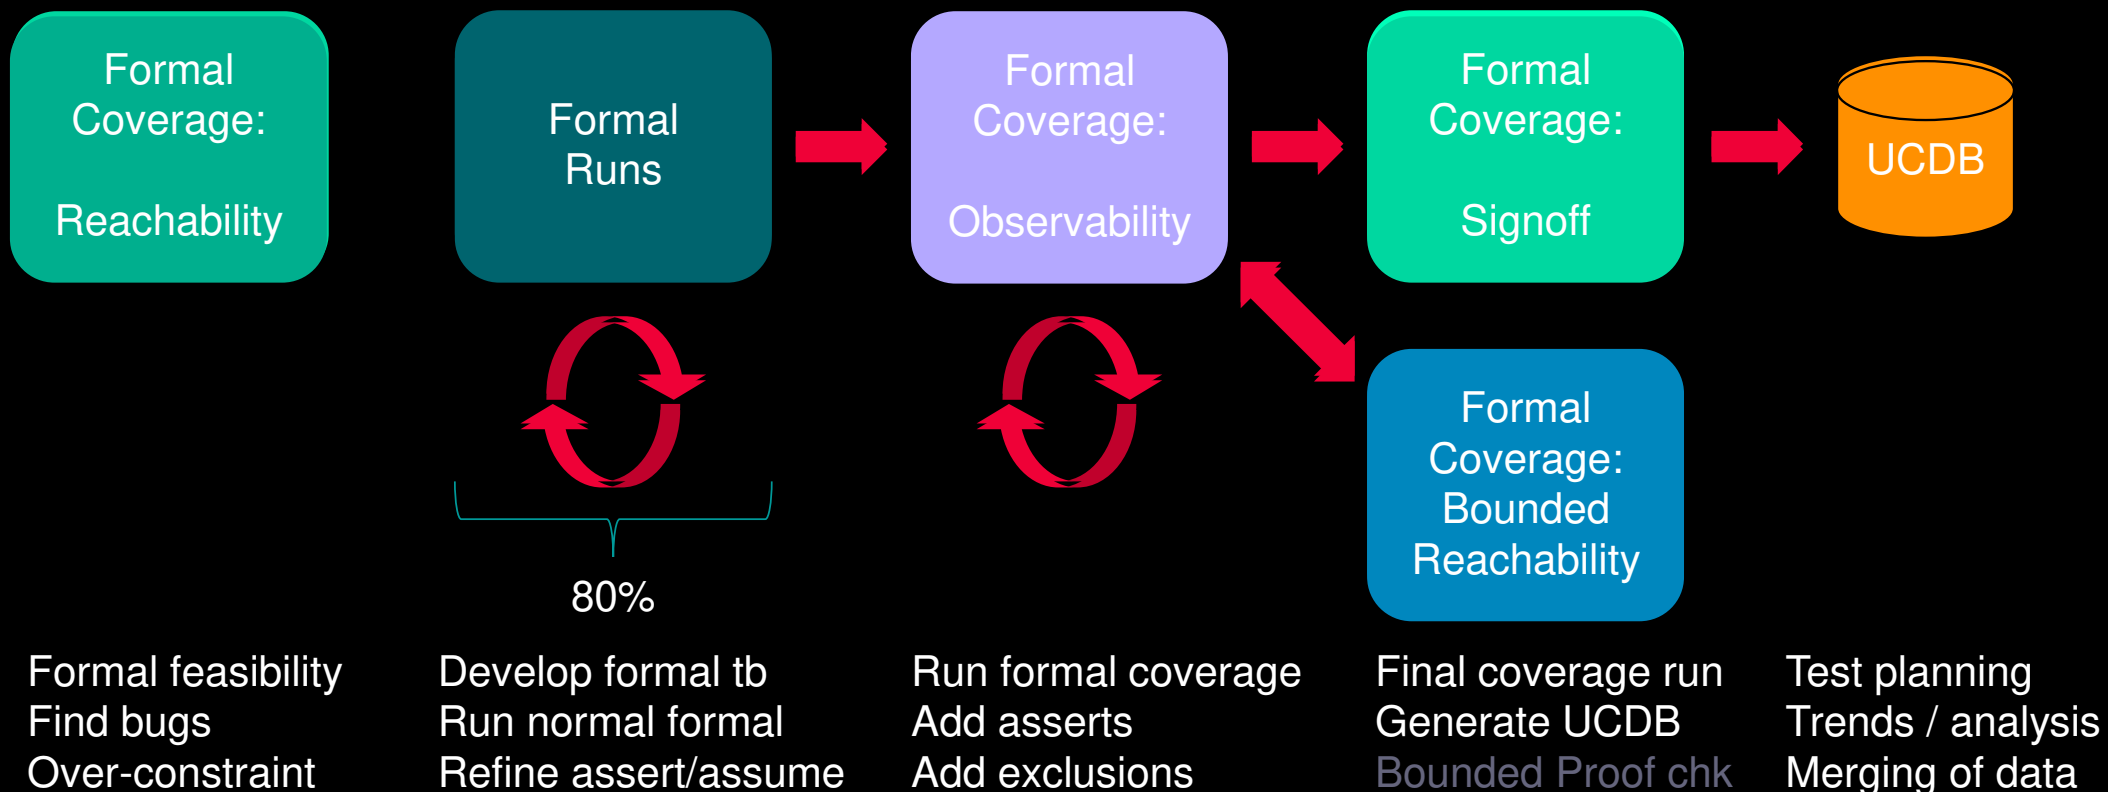 Formal
Coverage:
Reachability
Formal
Runs
Formal
Coverage:
Observability
Formal
Coverage:
Signoff
UCDB
Formal
Coverage:
Bounded
Reachability
80%
Formal feasibility
Find bugs
Over-constraint
Develop formal tb
Run normal formal
Refine assert/assume
Run formal coverage
Add asserts
Add exclusions
Final coverage run
Generate UCDB
Bounded Proof chk
Test planning
Trends / analysis
Merging of data